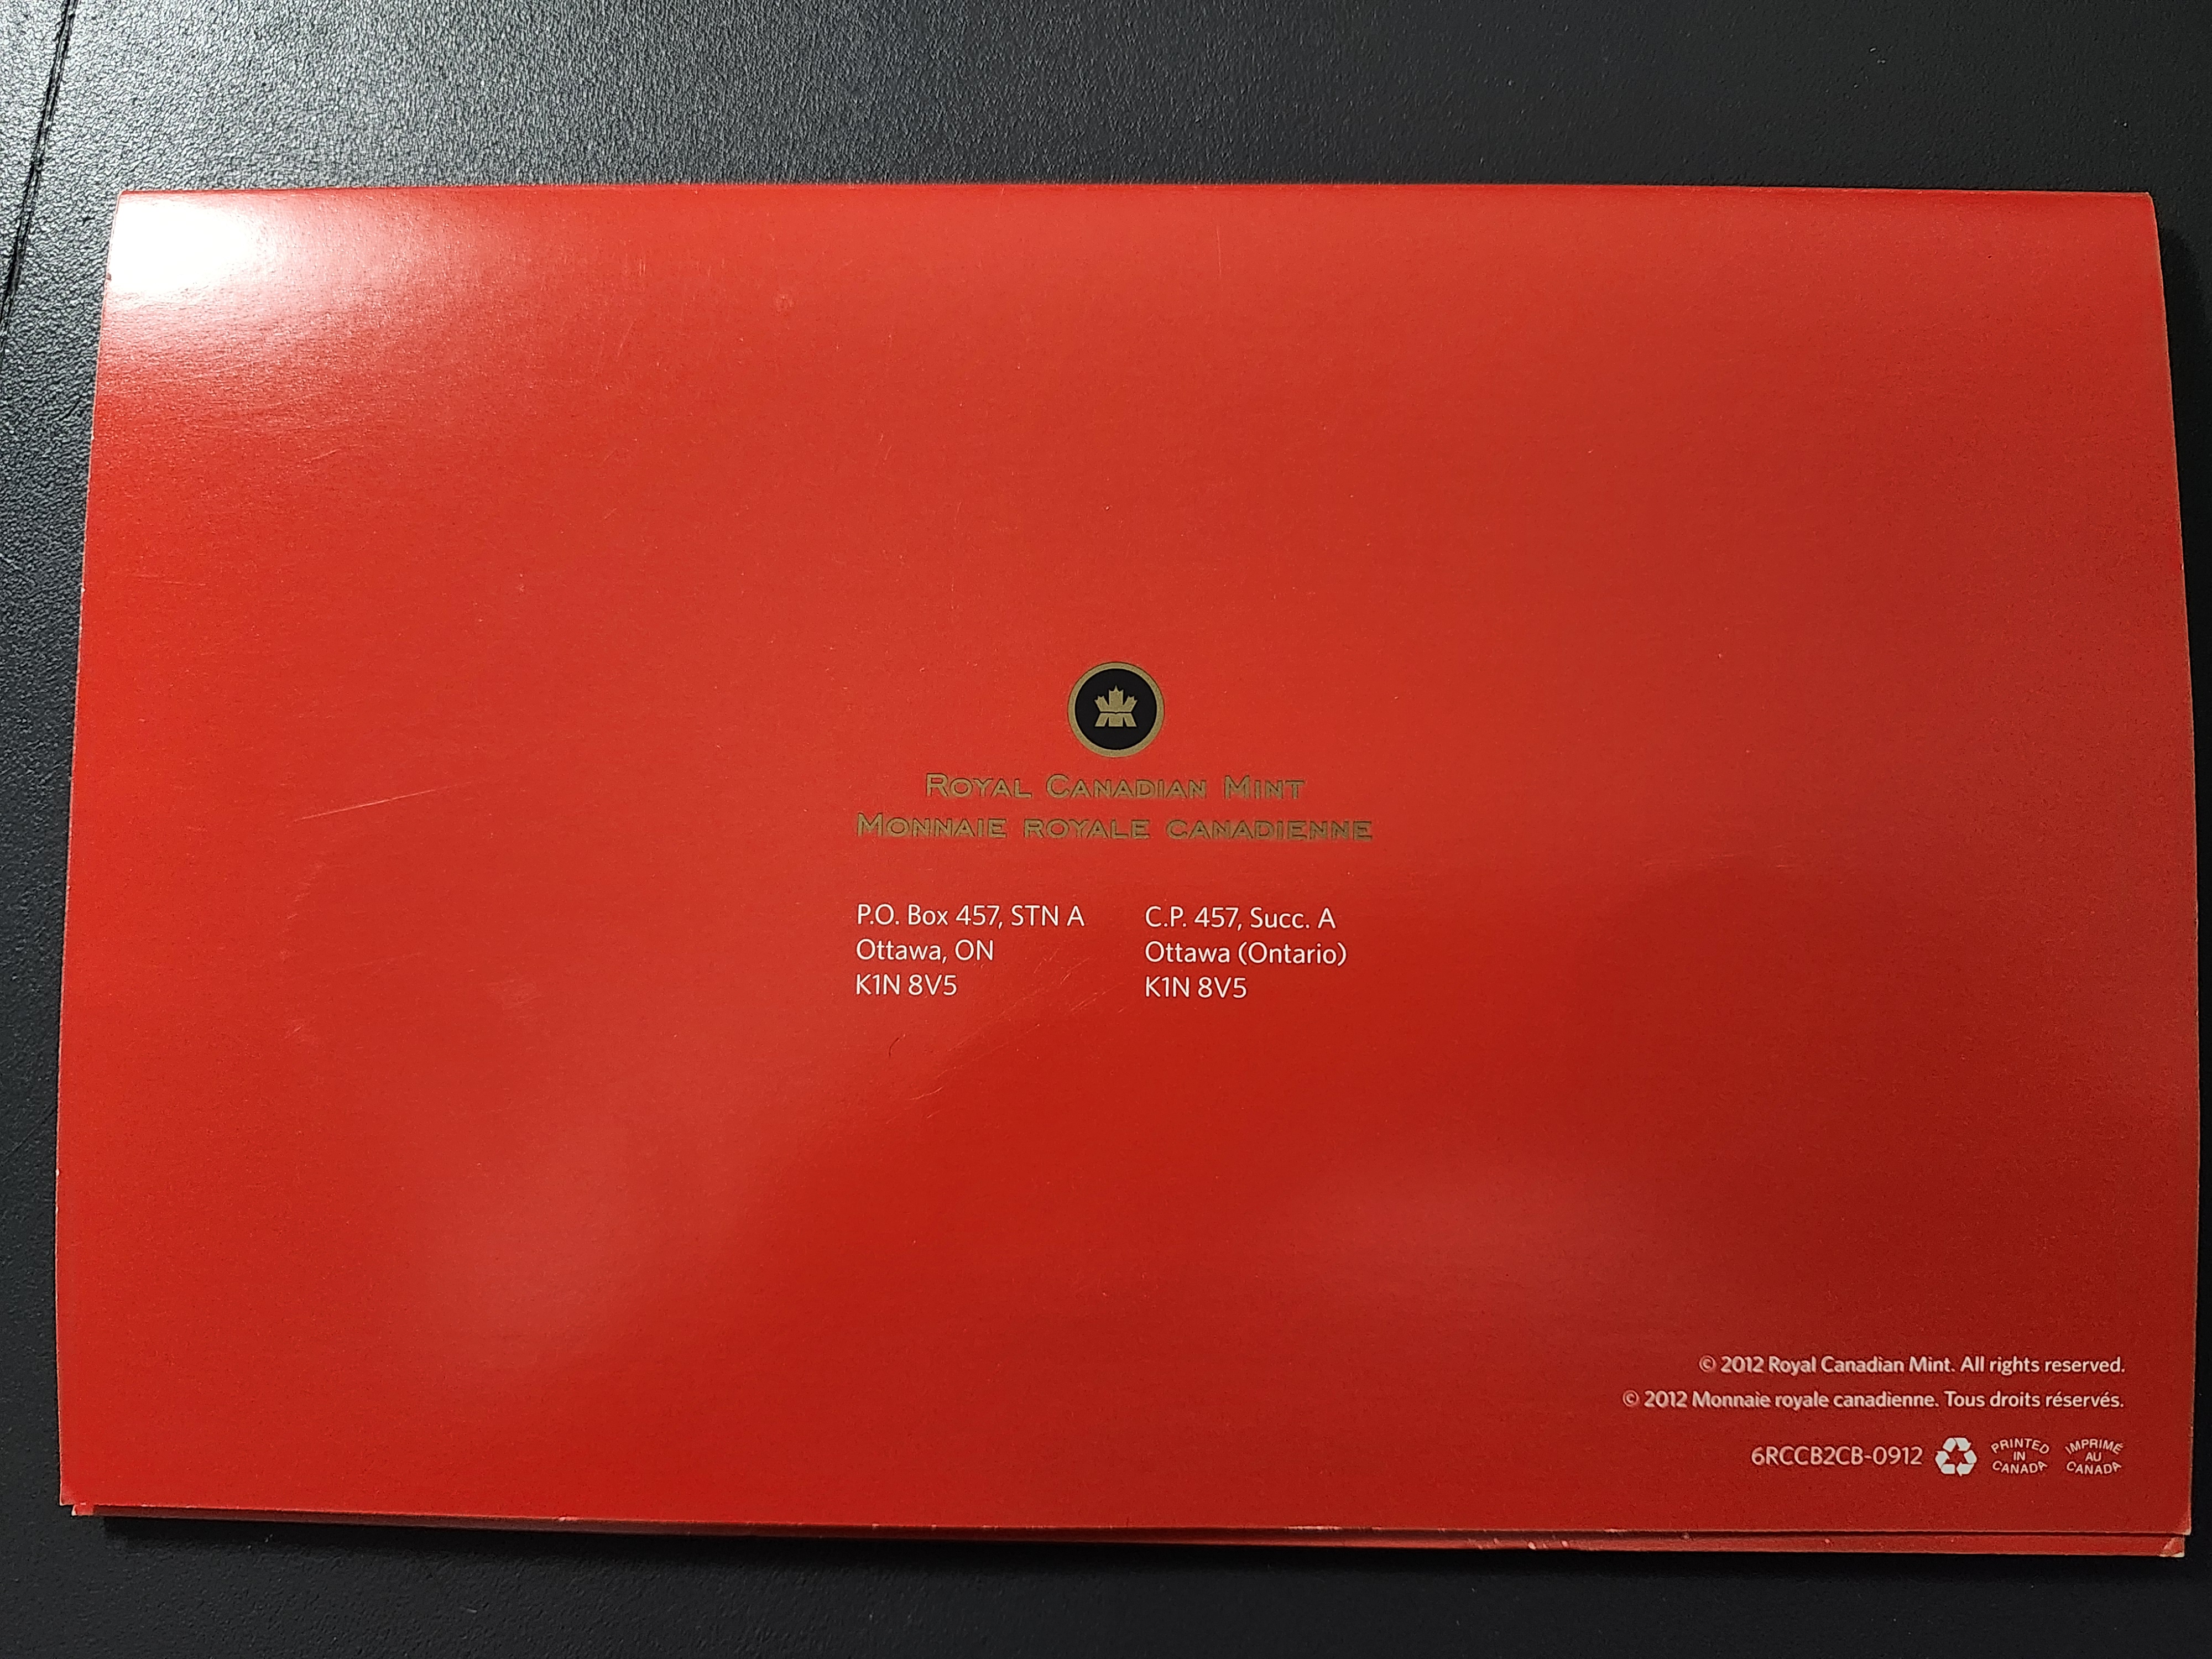 ROYAL CANADIAN MINT
MONNAIE ROYALE CANADIENNE
P.O. Box 457, STN A
Ottawa, ON
K1N 8V5
C.P. 457, Succ. A
Ottawa (Ontario)
K1N 8V5
© 2012 Royal Canadian Mint. All rights reserved.
© 2012 Monnaie royale canadienne. Tous droits réservés.
6RCCB2CB-0912
PRINTED
IN
CANADA
IMPRIMÉ
AU
CANADA